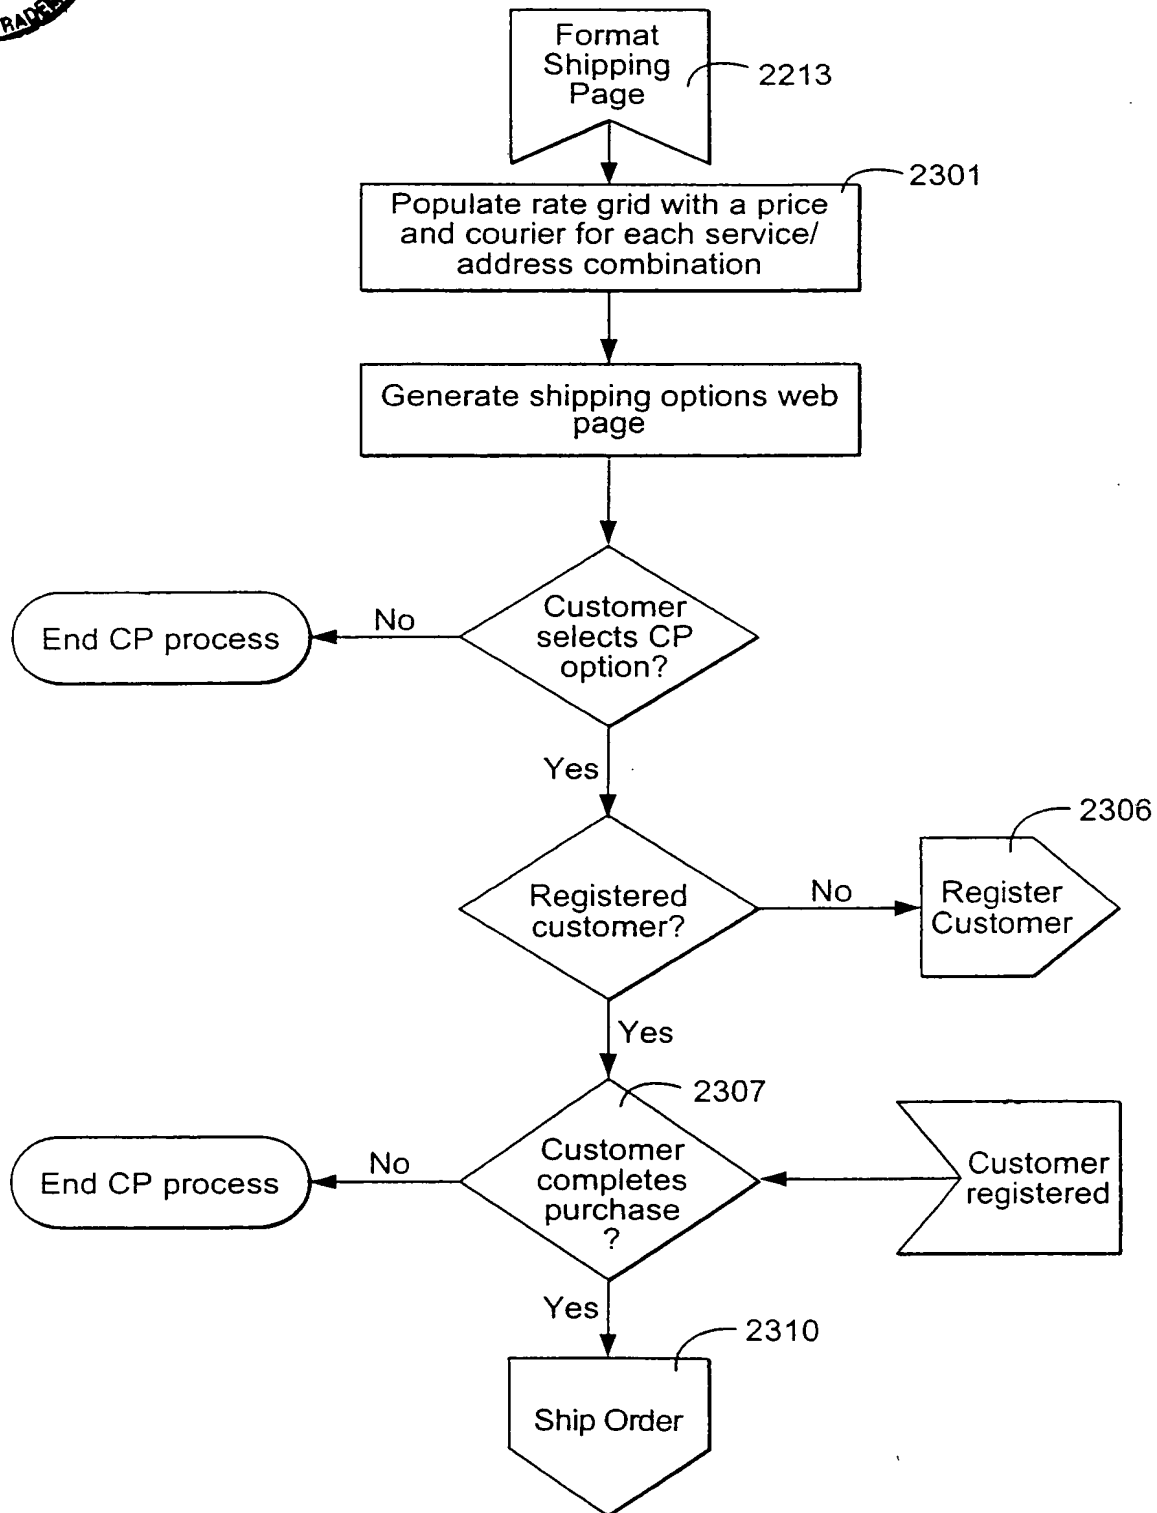 Format
Shipping
Page
2213
2301
Populate rate grid with a price
and courier for each service/
address combination
Generate shipping options web
page
Customer
selects CP
option?
No
End CP process
Yes
Registered
customer?
No
2306
Register
Customer
Yes
2307
Customer
completes
purchase
?
No
End CP process
Customer
registered
Yes
2310
Ship Order